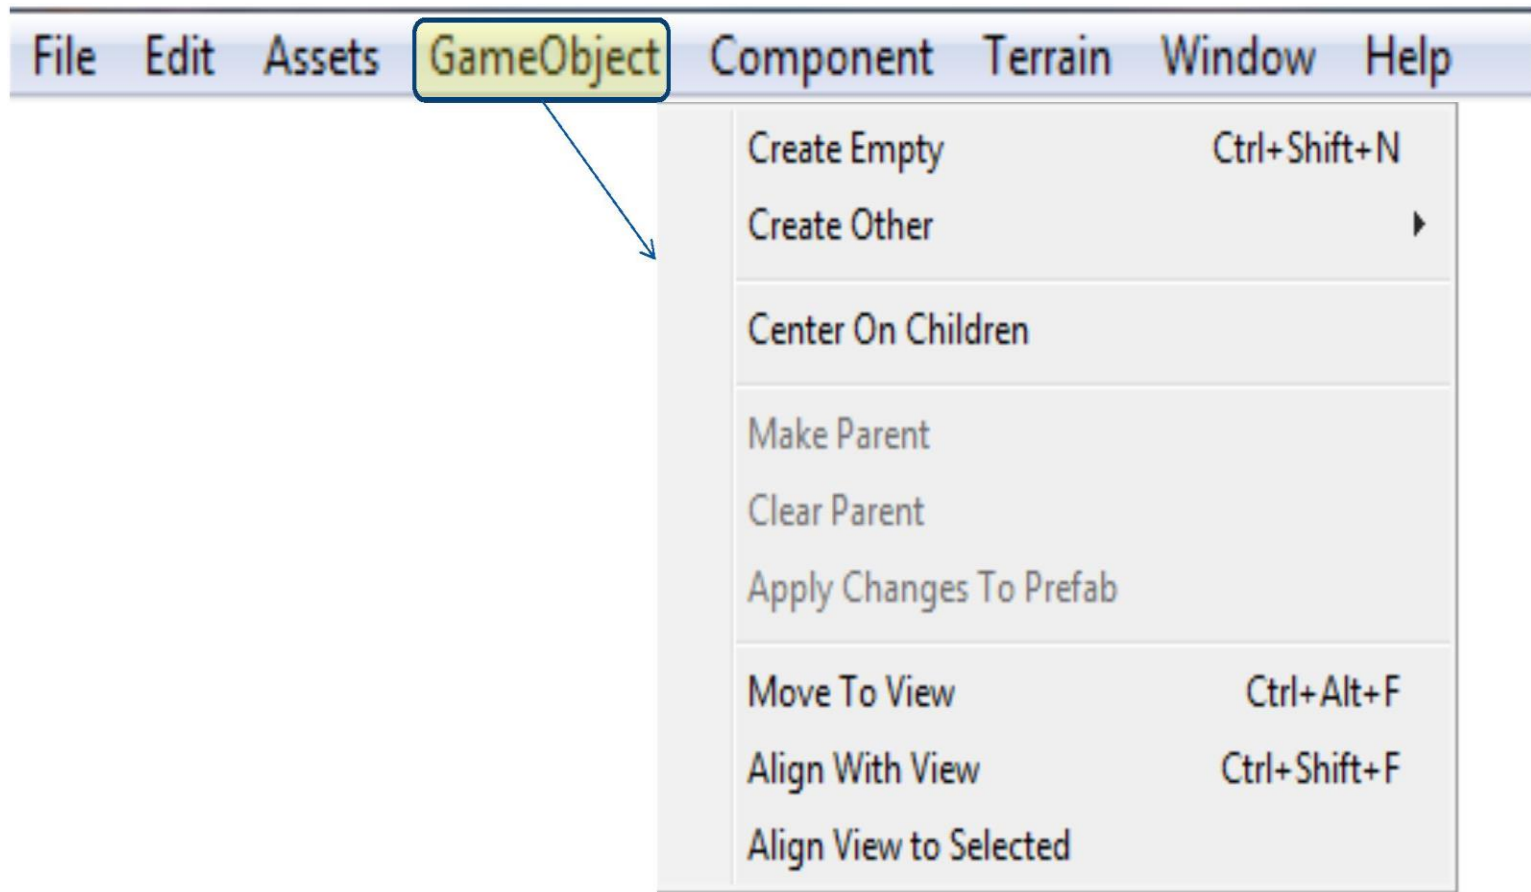 File Edit Assets GameObject Component Terrain Window Help
Create Empty Ctrl+Shift+N
Create Other
Center On Children
Make Parent
Clear Parent
Apply Changes To Prefab
Move To View Ctrl+Alt+F
Align With View Ctrl+Shift+F
Align View to Selected